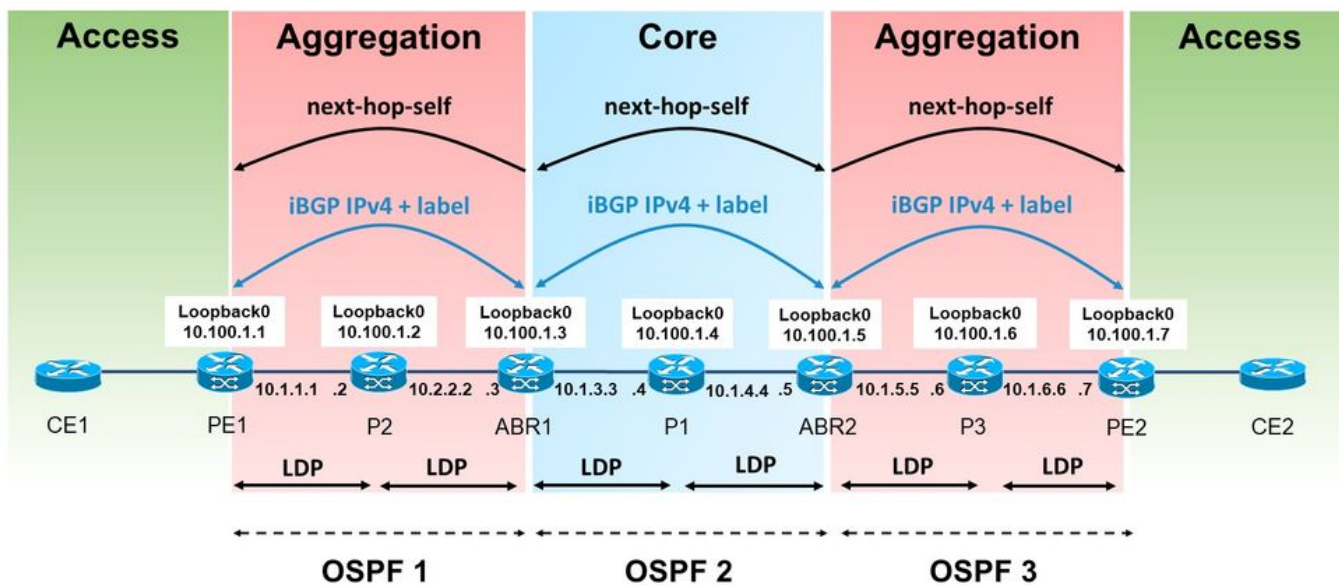 Access
Aggregation
Core
Aggregation
Access
next-hop-self
next-hop-self
next-hop-self
iBGP IPv4 + label
iBGP IPv4 + label
iBGP IPv4 + label
Loopback0
10.100.1.1
Loopback0
10.100.1.2
Loopback0
10.100.1.3
Loopback0
10.100.1.4
Loopback0
10.100.1.5
Loopback0
10.100.1.6
Loopback0
10.100.1.7
10.1.1.1 .2 10.2.2.2 .3 10.1.3.3 .4 10.1.4.4 .5 10.1.5.5 .6 10.1.6.6 .7
CE1 PE1 P2 ABR1 P1 ABR2 P3 PE2 CE2
LDP LDP LDP LDP LDP LDP
OSPF 1 OSPF 2 OSPF 3